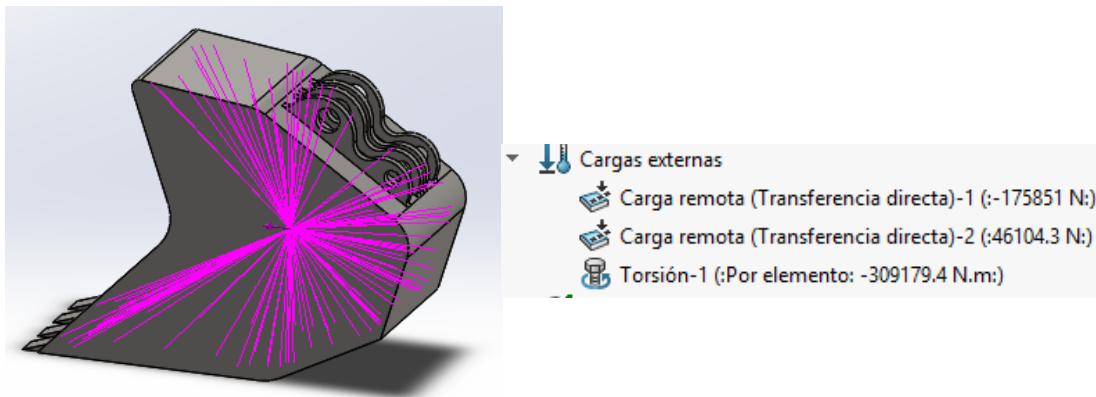 Cargas externas
Carga remota (Transferencia directa)-1 (:-175851 N:)
Carga remota (Transferencia directa)-2 (:46104.3 N:)
Torsión-1 (:Por elemento: -309179.4 N.m:)